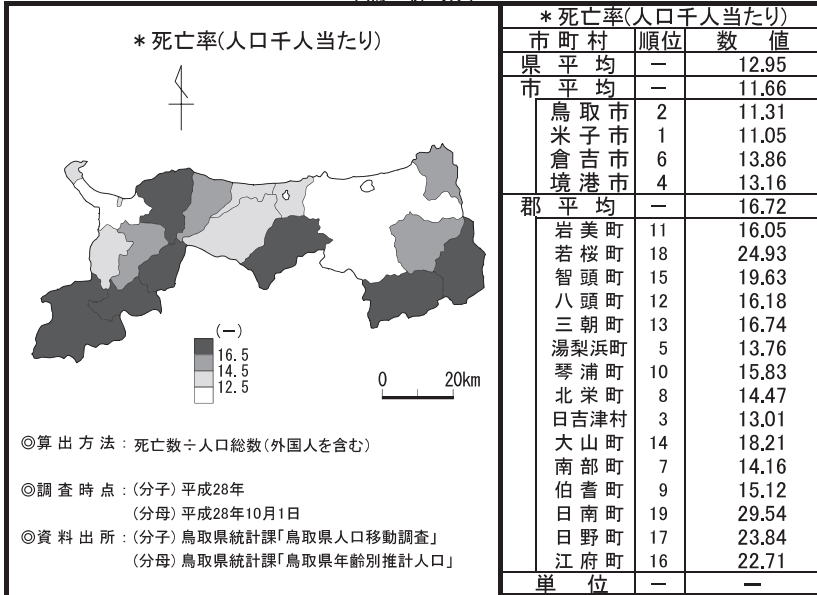 ＊死亡率(人口千人当たり)
(－)
16.5
14.5
12.5
0 20km
◎算出方法：死亡数÷人口総数(外国人を含む)
◎調査時点：(分子)平成28年
(分母)平成28年10月1日
◎資料出所：(分子)鳥取県統計課「鳥取県人口移動調査」
(分母)鳥取県統計課「鳥取県年齢別推計人口」
＊死亡率(人口千人当たり)
市町村 順位 数値
県平均 － 12.95
市平均 － 11.66
鳥取市 2 11.31
米子市 1 11.05
倉吉市 6 13.86
境港市 4 13.16
郡平均 － 16.72
岩美町 11 16.05
若桜町 18 24.93
智頭町 15 19.63
八頭町 12 16.18
三朝町 13 16.74
湯梨浜町 5 13.76
琴浦町 10 15.83
北栄町 8 14.47
日吉津村 3 13.01
大山町 14 18.21
南部町 7 14.16
伯耆町 9 15.12
日南町 19 29.54
日野町 17 23.84
江府町 16 22.71
単位 － －